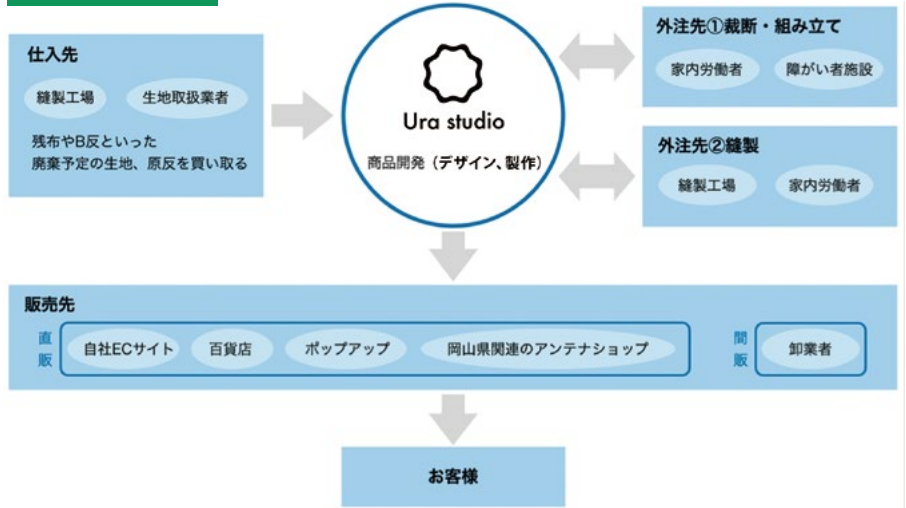 仕入先
縫製工場
生地取扱業者
残布やB反といった
廃棄予定の生地、原反を買い取る
Ura studio
商品開発（デザイン、製作）
外注先①裁断・組み立て
家内労働者
障がい者施設
外注先②縫製
縫製工場
家内労働者
販売先
直販
自社ECサイト
百貨店
ポップアップ
岡山県関連のアンテナショップ
間販
卸業者
お客様